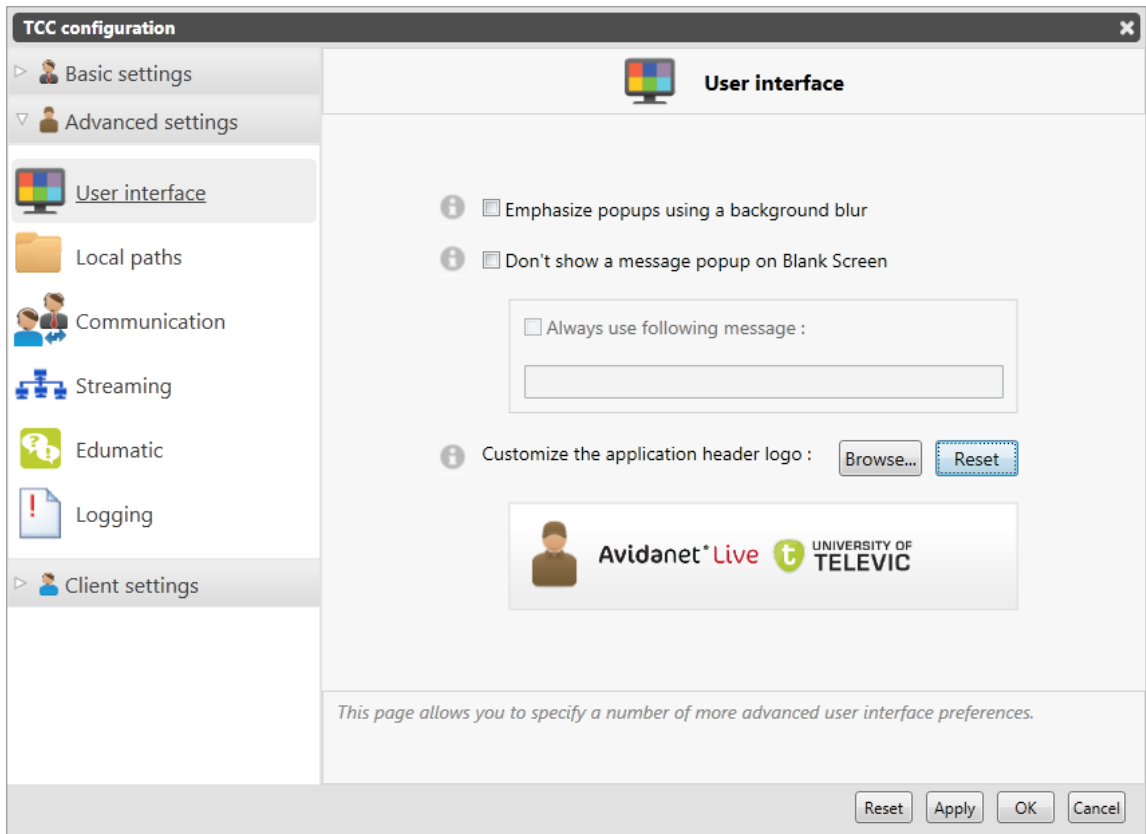 TCC configuration
Basic settings
Advanced settings
User interface
Local paths
Communication
Streaming
Edumatic
Logging
Client settings
User interface
Emphasize popups using a background blur
Don't show a message popup on Blank Screen
Always use following message :
Customize the application header logo :
Browse...
Reset
Avidanet* Live
t
UNIVERSITY OF
TELEVIC
This page allows you to specify a number of more advanced user interface preferences.
Reset
Apply
OK
Cancel